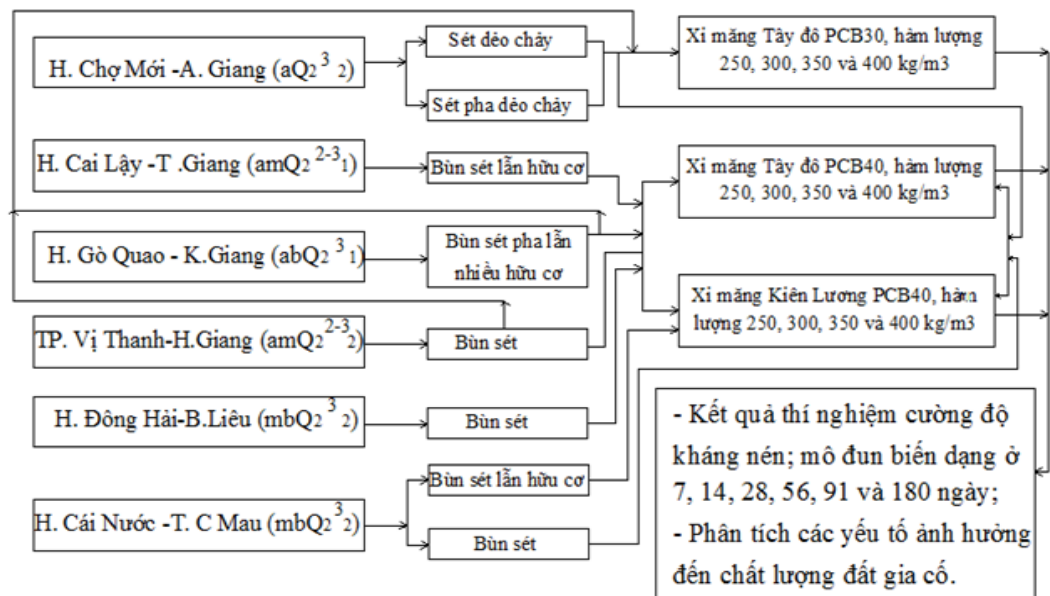 H. Chợ Mới -A. Giang (aQ2 3 2)
Sét dẻo chảy
Sét pha dẻo chảy
Xi măng Tây đô PCB30, hàm lượng
250, 300, 350 và 400 kg/m3
H. Cai Lậy -T .Giang (amQ2 2-3 1)
Bùn sét lẫn hữu cơ
Xi măng Tây đô PCB40, hàm lượng
250, 300, 350 và 400 kg/m3
H. Gò Quao - K.Giang (abQ2 3 1)
Bùn sét pha lẫn
nhiều hữu cơ
Xi măng Kiên Lương PCB40, hàm
lượng 250, 300, 350 và 400 kg/m3
TP. Vị Thanh-H.Giang (amQ2 2-3 2)
Bùn sét
H. Đông Hải-B.Liêu (mbQ2 3 2)
Bùn sét
H. Cái Nước -T. C Mau (mbQ2 3 2)
Bùn sét lẫn hữu cơ
Bùn sét
- Kết quả thí nghiệm cường độ
kháng nén; mô đun biến dạng ở
7, 14, 28, 56, 91 và 180 ngày;
- Phân tích các yếu tố ảnh hưởng
đến chất lượng đất gia cố.